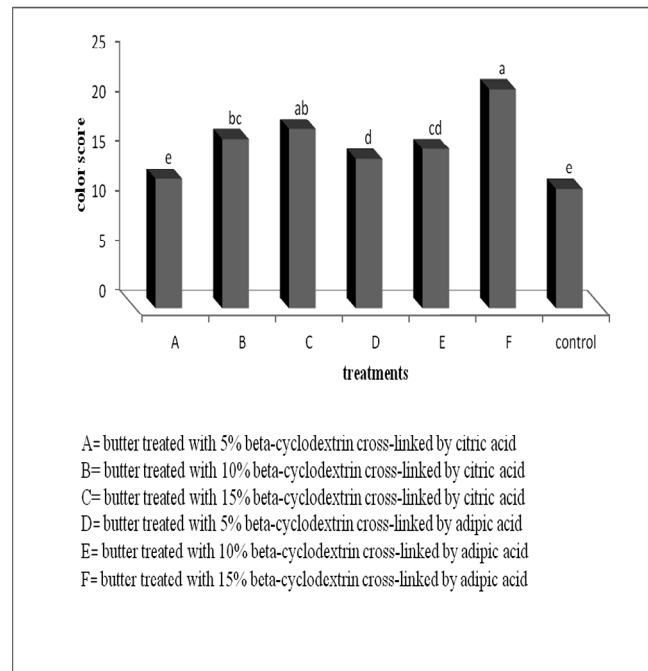 25
20
15
10
5
0
color score
e
bc
ab
d
cd
a
e
A B C D E F control
treatments
A= butter treated with 5% beta-cyclodextrin cross-linked by citric acid
B= butter treated with 10% beta-cyclodextrin cross-linked by citric acid
C= butter treated with 15% beta-cyclodextrin cross-linked by citric acid
D= butter treated with 5% beta-cyclodextrin cross-linked by adipic acid
E= butter treated with 10% beta-cyclodextrin cross-linked by adipic acid
F= butter treated with 15% beta-cyclodextrin cross-linked by adipic acid